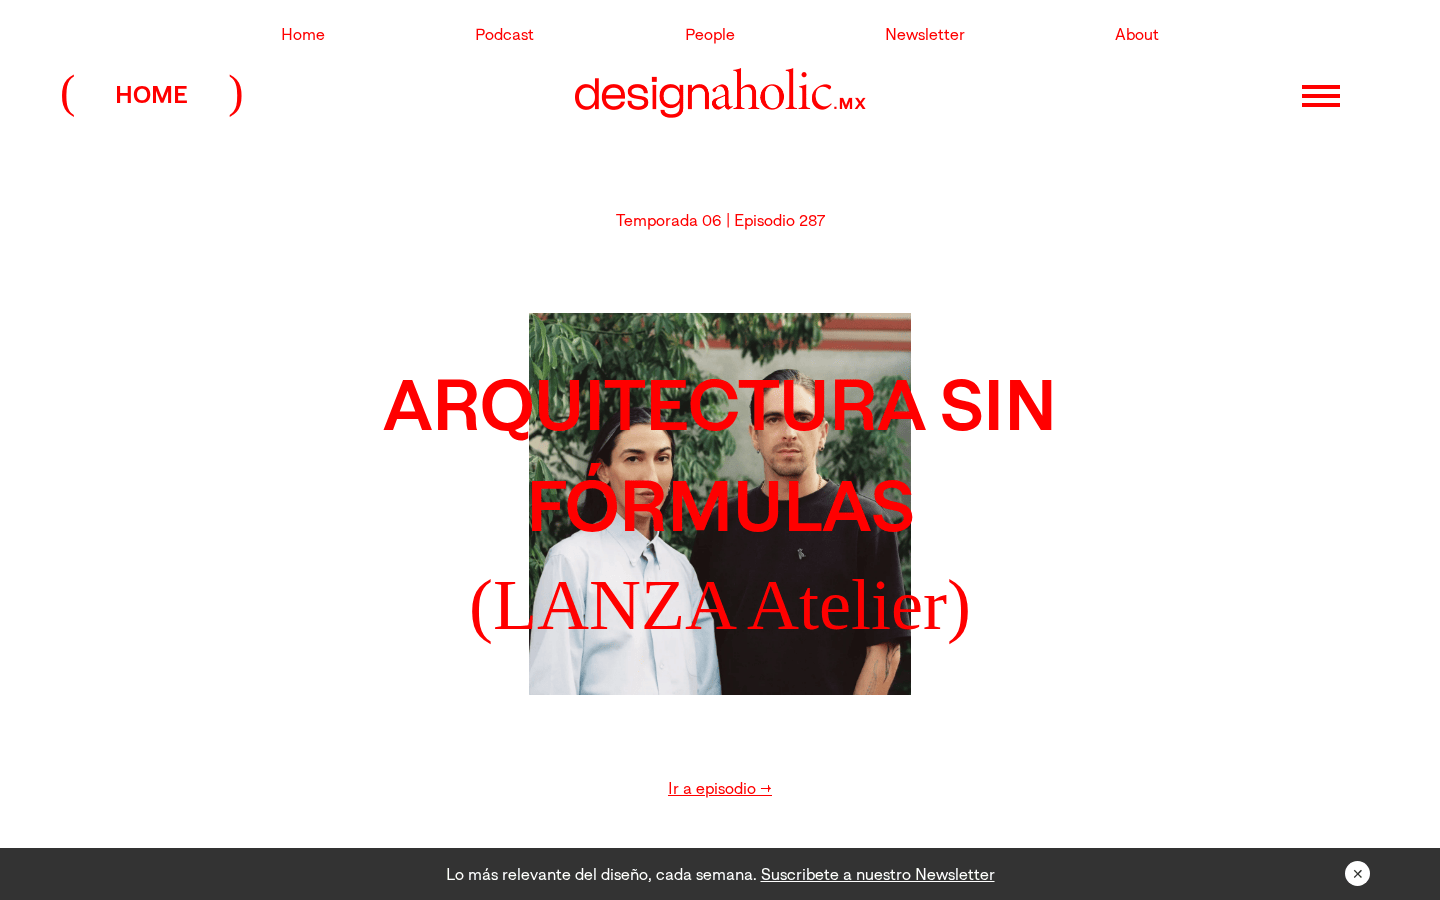 Home Podcast People Newsletter About
( HOME )
designaholic.MX
Temporada 06 | Episodio 287
ARQUITECTURA SIN
FÓRMULAS
(LANZA Atelier)
Ir a episodio →
Lo más relevante del diseño, cada semana. Suscribete a nuestro Newsletter